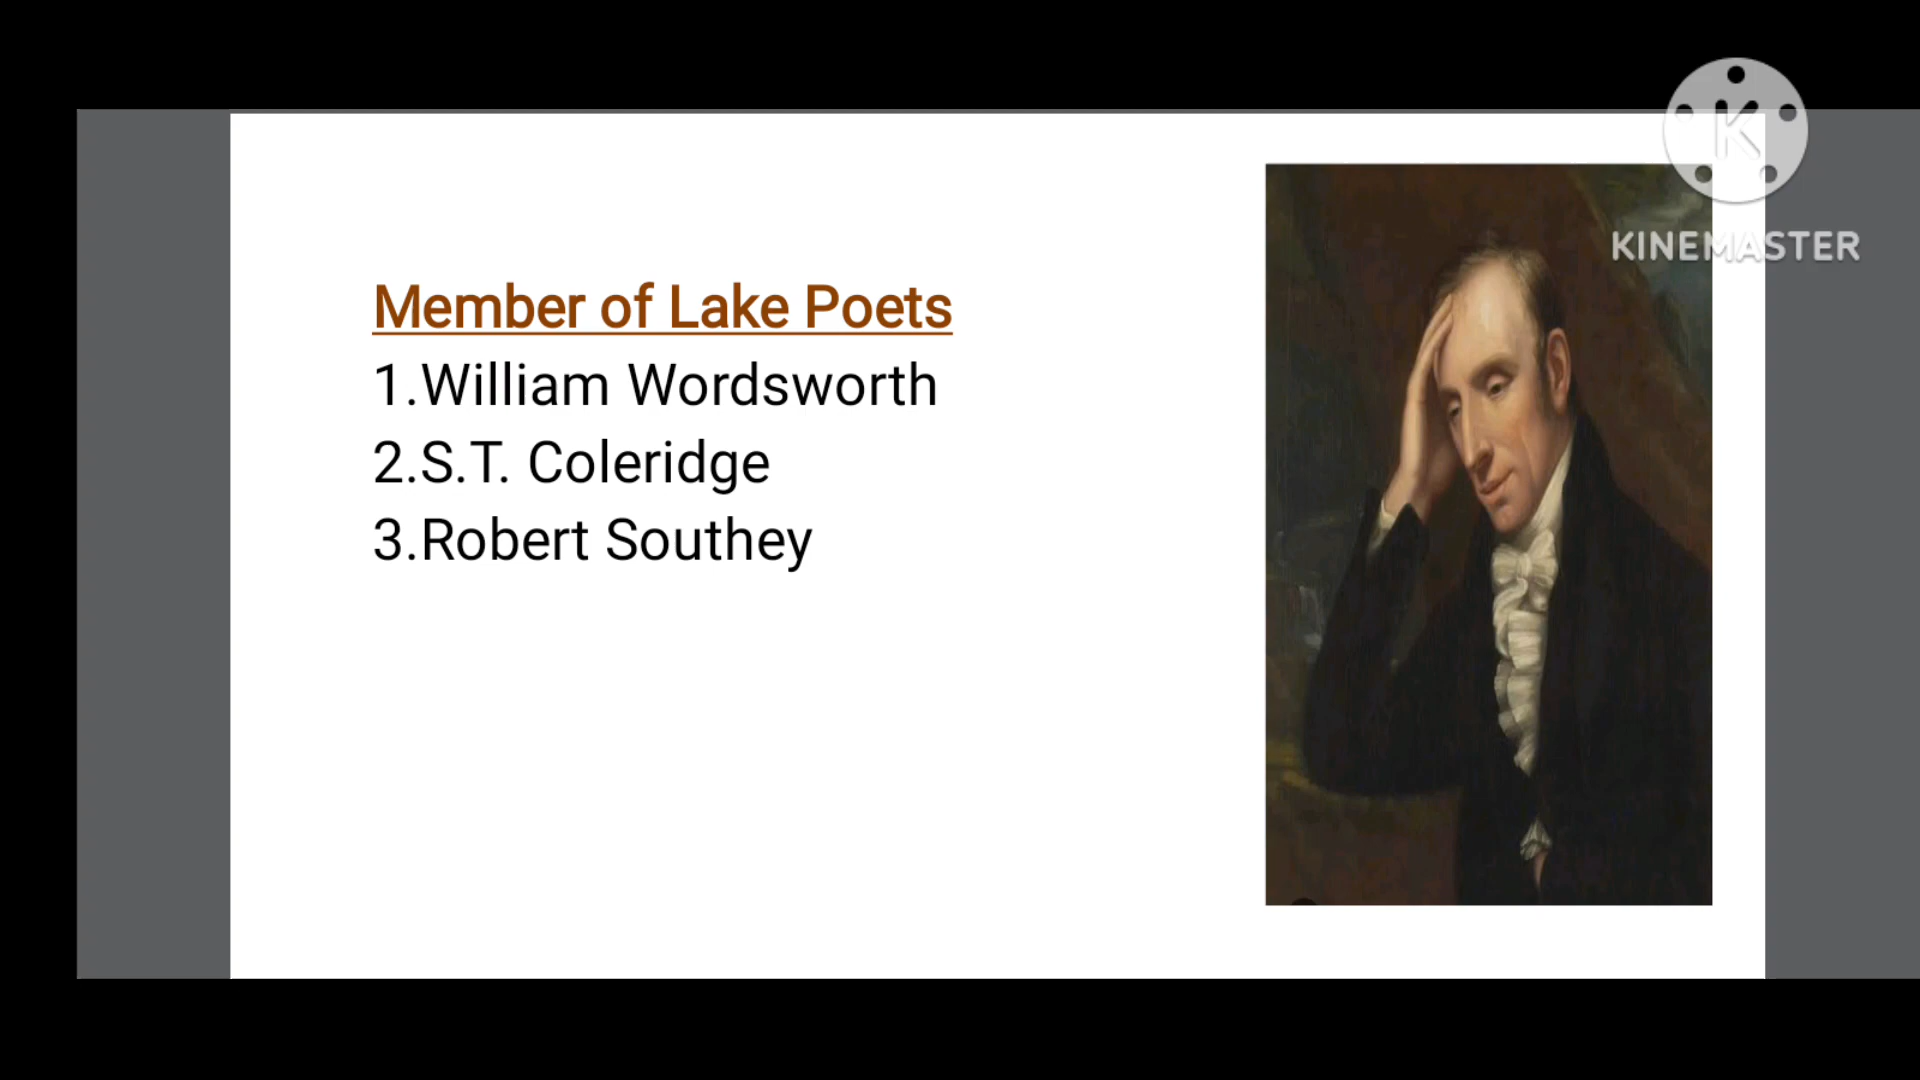 Member of Lake Poets
1.William Wordsworth
2.S.T. Coleridge
3.Robert Southey
K
KINEMASTER